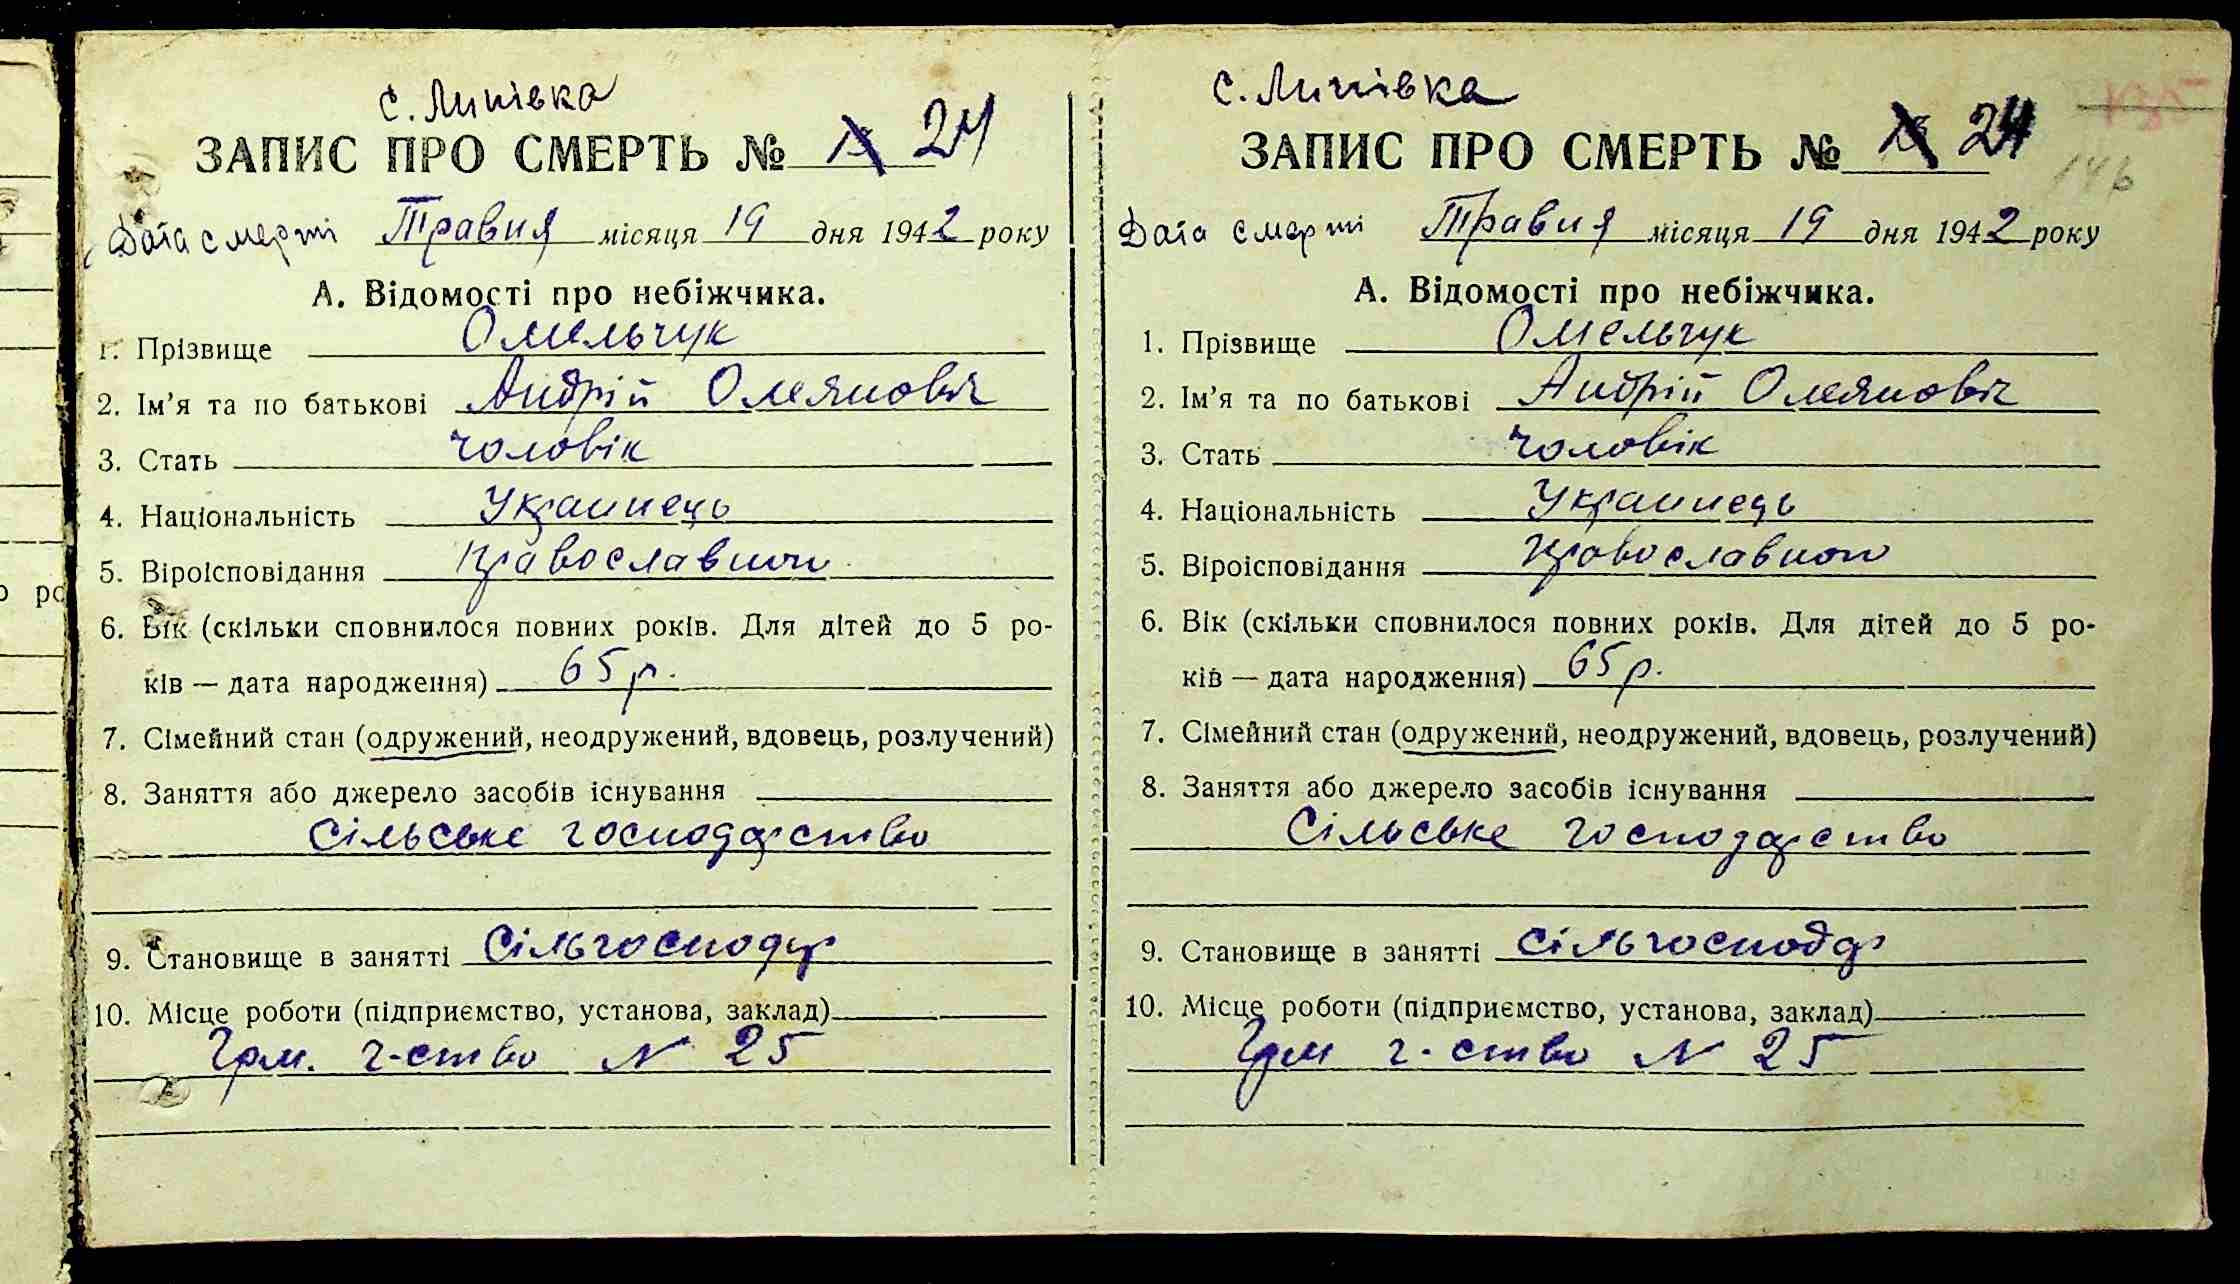 с. Липівка
ЗАПИС ПРО СМЕРТЬ № 24
Дата смерті Травня місяця 19 дня 1942 року
А. Відомості про небіжчика.
1. Прізвище Омельчук
2. Ім'я та по батькові Андрій Омелянович
3. Стать чоловік
4. Національність Украинець
5. Віроісповідання православної
6. Вік (скільки сповнилося повних років. Для дітей до 5 ро-
ків — дата народження) 65 р.
7. Сімейний стан (одружений, неодружений, вдовець, розлучений)
8. Заняття або джерело засобів існування
сільське господарство
9. Становище в занятті сільгосподар
10. Місце роботи (підприємство, установа, заклад)
Грм. г-ство N 25
с. Липівка
ЗАПИС ПРО СМЕРТЬ № 24
146
Дата смерті Травня місяця 19 дня 1942 року
А. Відомості про небіжчика.
1. Прізвище Омельчук
2. Ім'я та по батькові Андрій Омелянович
3. Стать чоловік
4. Національність Украинець
5. Віроісповідання православної
6. Вік (скільки сповнилося повних років. Для дітей до 5 ро-
ків — дата народження) 65 р.
7. Сімейний стан (одружений, неодружений, вдовець, розлучений)
8. Заняття або джерело засобів існування
Сільське господарство
9. Становище в занятті сільгосподар
10. Місце роботи (підприємство, установа, заклад)
Грм г-ство N 25